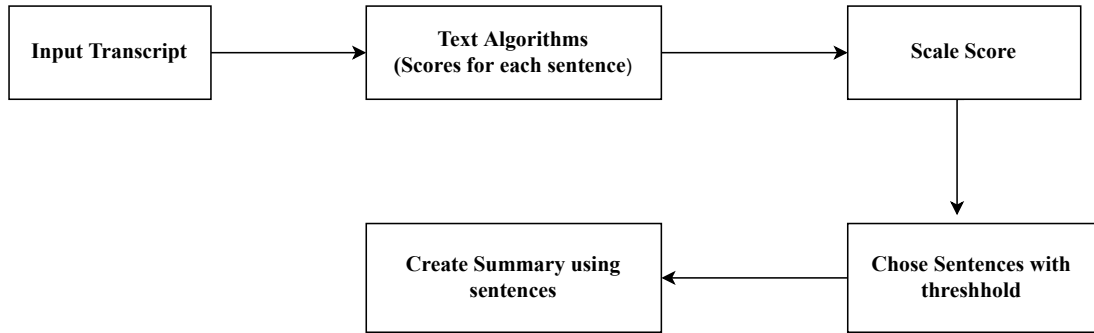 Input Transcript
Text Algorithms
(Scores for each sentence)
Scale Score
Chose Sentences with
threshhold
Create Summary using
sentences